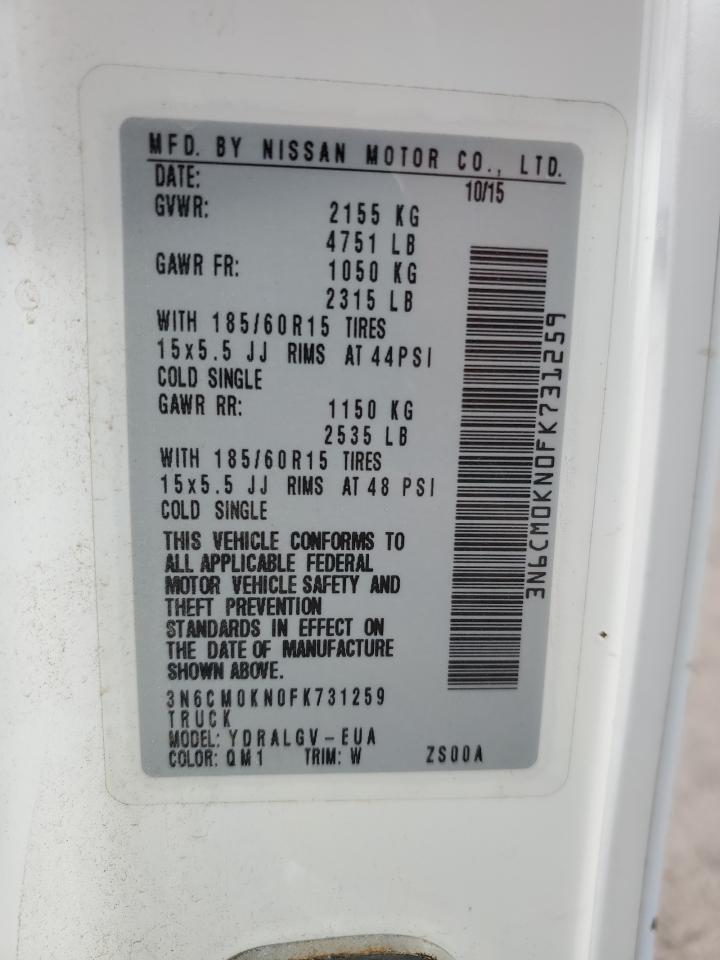 MFD. BY NISSAN MOTOR CO., LTD.
DATE: 10/15
GVWR: 2155 KG
4751 LB
GAWR FR: 1050 KG
2315 LB
WITH 185/60R15 TIRES
15x5.5 JJ RIMS AT 44PSI
COLD SINGLE
GAWR RR: 1150 KG
2535 LB
WITH 185/60R15 TIRES
15x5.5 JJ RIMS AT 48 PSI
COLD SINGLE
THIS VEHICLE CONFORMS TO
ALL APPLICABLE FEDERAL
MOTOR VEHICLE SAFETY AND
THEFT PREVENTION
STANDARDS IN EFFECT ON
THE DATE OF MANUFACTURE
SHOWN ABOVE.
3N6CM0KN0FK731259
TRUCK
MODEL: YDRALGV-EUA
COLOR: QM1 TRIM: W ZS00A
3N6CM0KN0FK731259